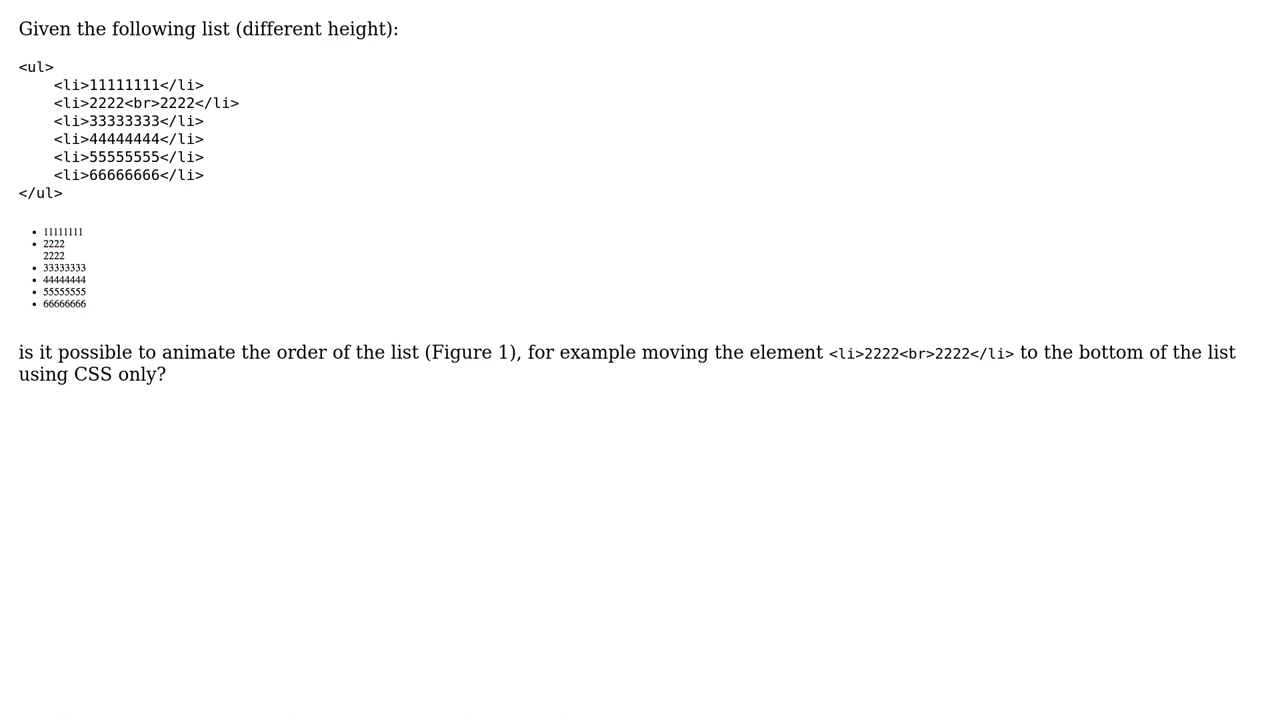 Given the following list (different height):
<ul>
    <li>11111111</li>
    <li>2222<br>2222</li>
    <li>33333333</li>
    <li>44444444</li>
    <li>55555555</li>
    <li>66666666</li>
</ul>
• 11111111
• 2222
2222
• 33333333
• 44444444
• 55555555
• 66666666
is it possible to animate the order of the list (Figure 1), for example moving the element <li>2222<br>2222</li> to the bottom of the list
using CSS only?